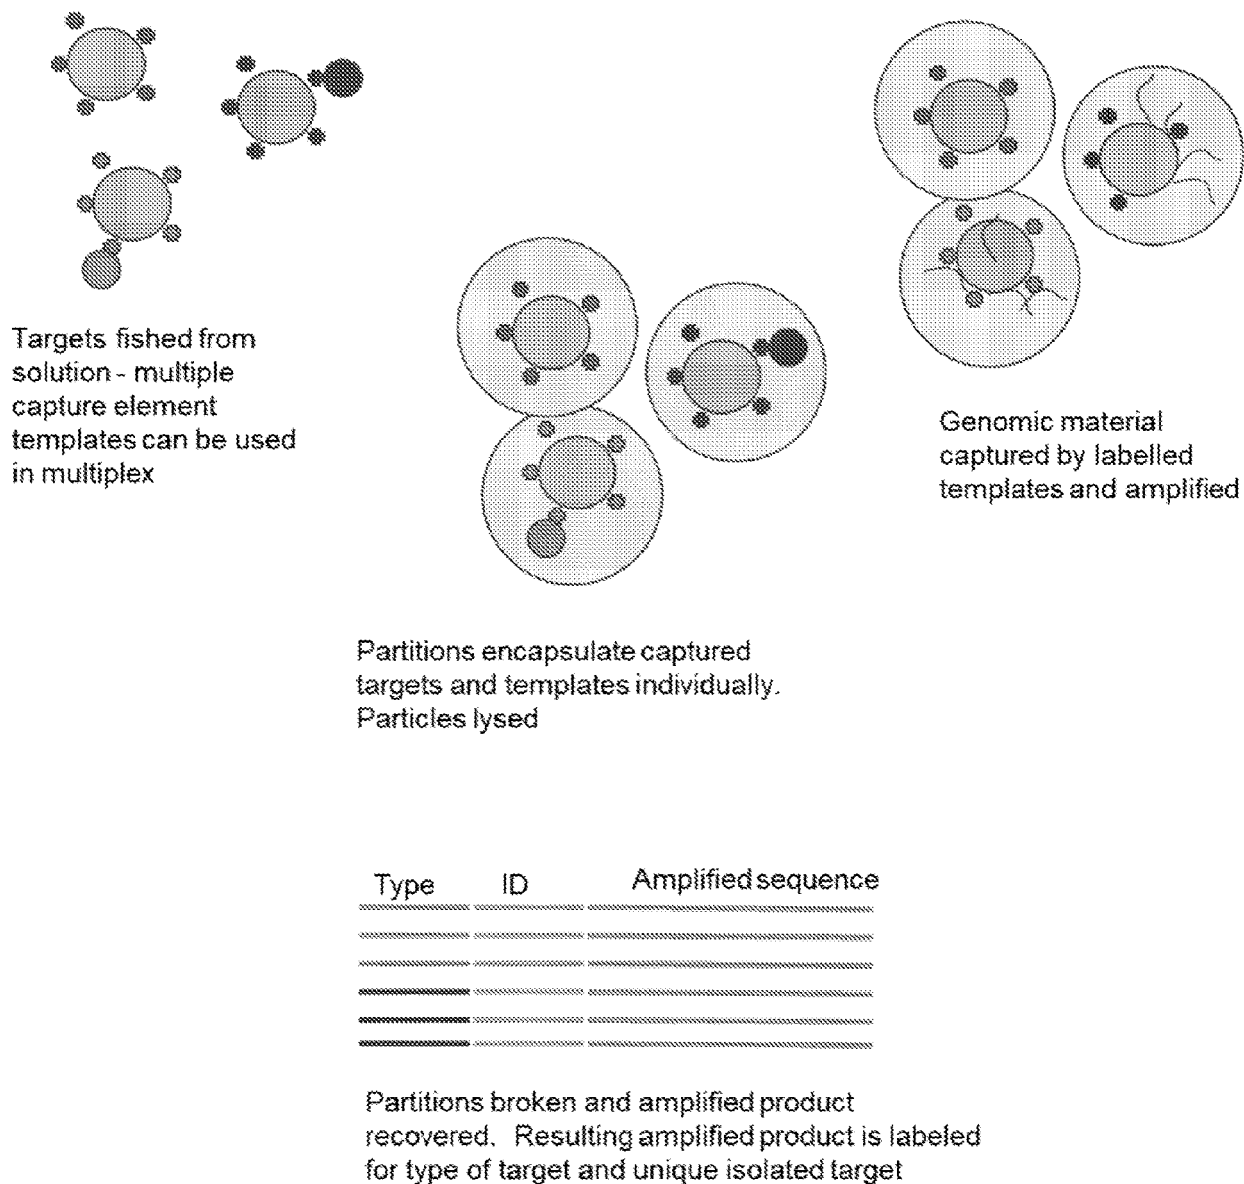 Targets fished from
solution - multiple
capture element
templates can be used
in multiplex
Genomic material
captured by labelled
templates and amplified
Partitions encapsulate captured
targets and templates individually.
Particles lysed
Type ID Amplified sequence
Partitions broken and amplified product
recovered. Resulting amplified product is labeled
for type of target and unique isolated target